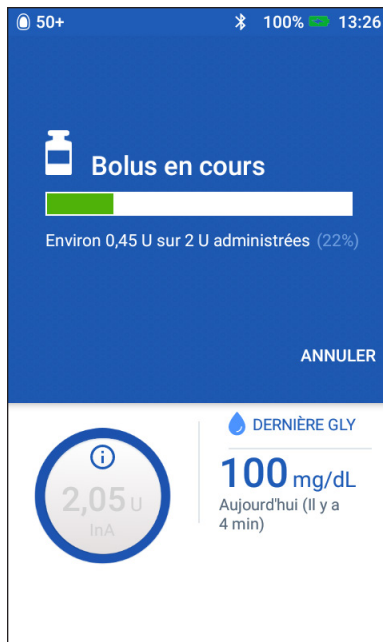 50+ 100% 13:26
Bolus en cours
Environ 0,45 U sur 2 U administrées (22%)
ANNULER
2,05 U
InA
DERNIÈRE GLY
100 mg/dL
Aujourd'hui (Il y a
4 min)